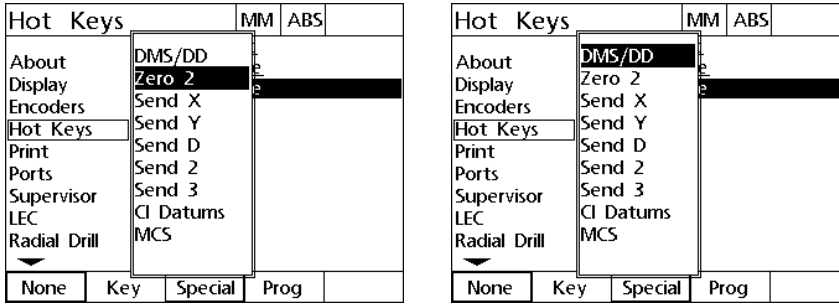 Hot Keys MM ABS
About
Display
Encoders
Hot Keys
Print
Ports
Supervisor
LEC
Radial Drill
DMS/DD
Zero 2
Send X
Send Y
Send D
Send 2
Send 3
CI Datums
MCS
None Key Special Prog
Hot Keys MM ABS
About
Display
Encoders
Hot Keys
Print
Ports
Supervisor
LEC
Radial Drill
DMS/DD
Zero 2
Send X
Send Y
Send D
Send 2
Send 3
CI Datums
MCS
None Key Special Prog